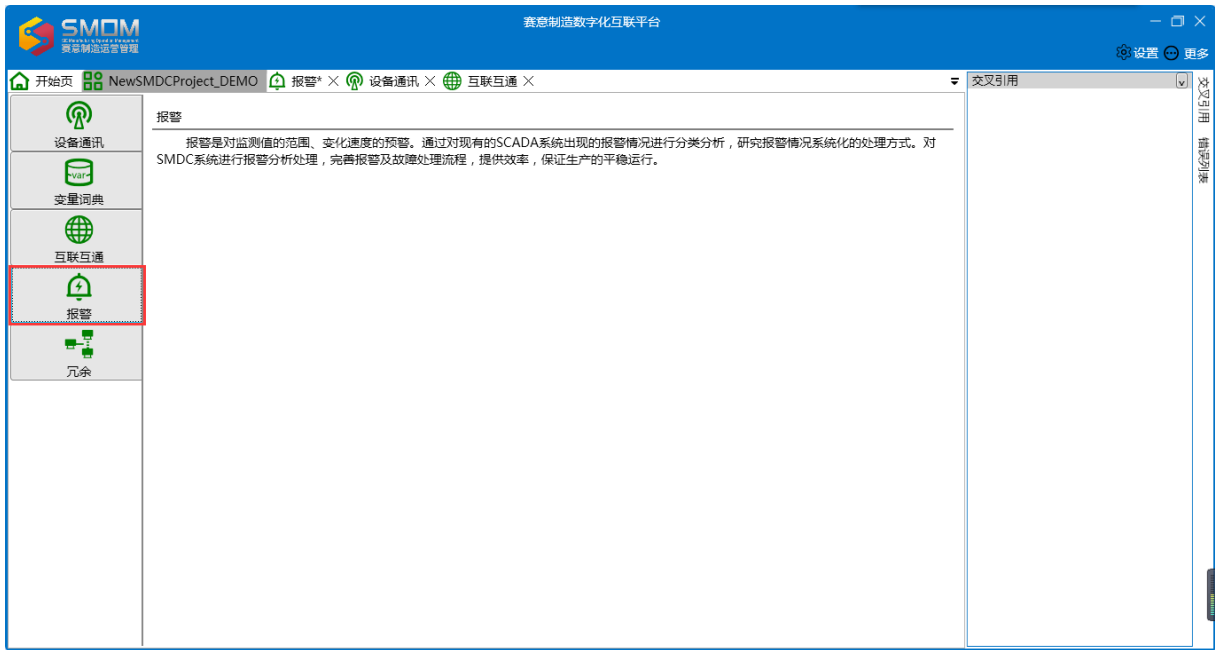 赛意制造数字化互联平台
SMOM
赛意制造运营管理
设置 更多
开始页 NewSMDCProject_DEMO 报警* 设备通讯 互联互通
交叉引用
设备通讯
var
变量词典
互联互通
报警
冗余
报警
报警是对监测值的范围、变化速度的预警。通过对现有的SCADA系统出现的报警情况进行分类分析，研究报警情况系统化的处理方式。对
SMDC系统进行报警分析处理，完善报警及故障处理流程，提供效率，保证生产的平稳运行。
交叉引用
错误列表